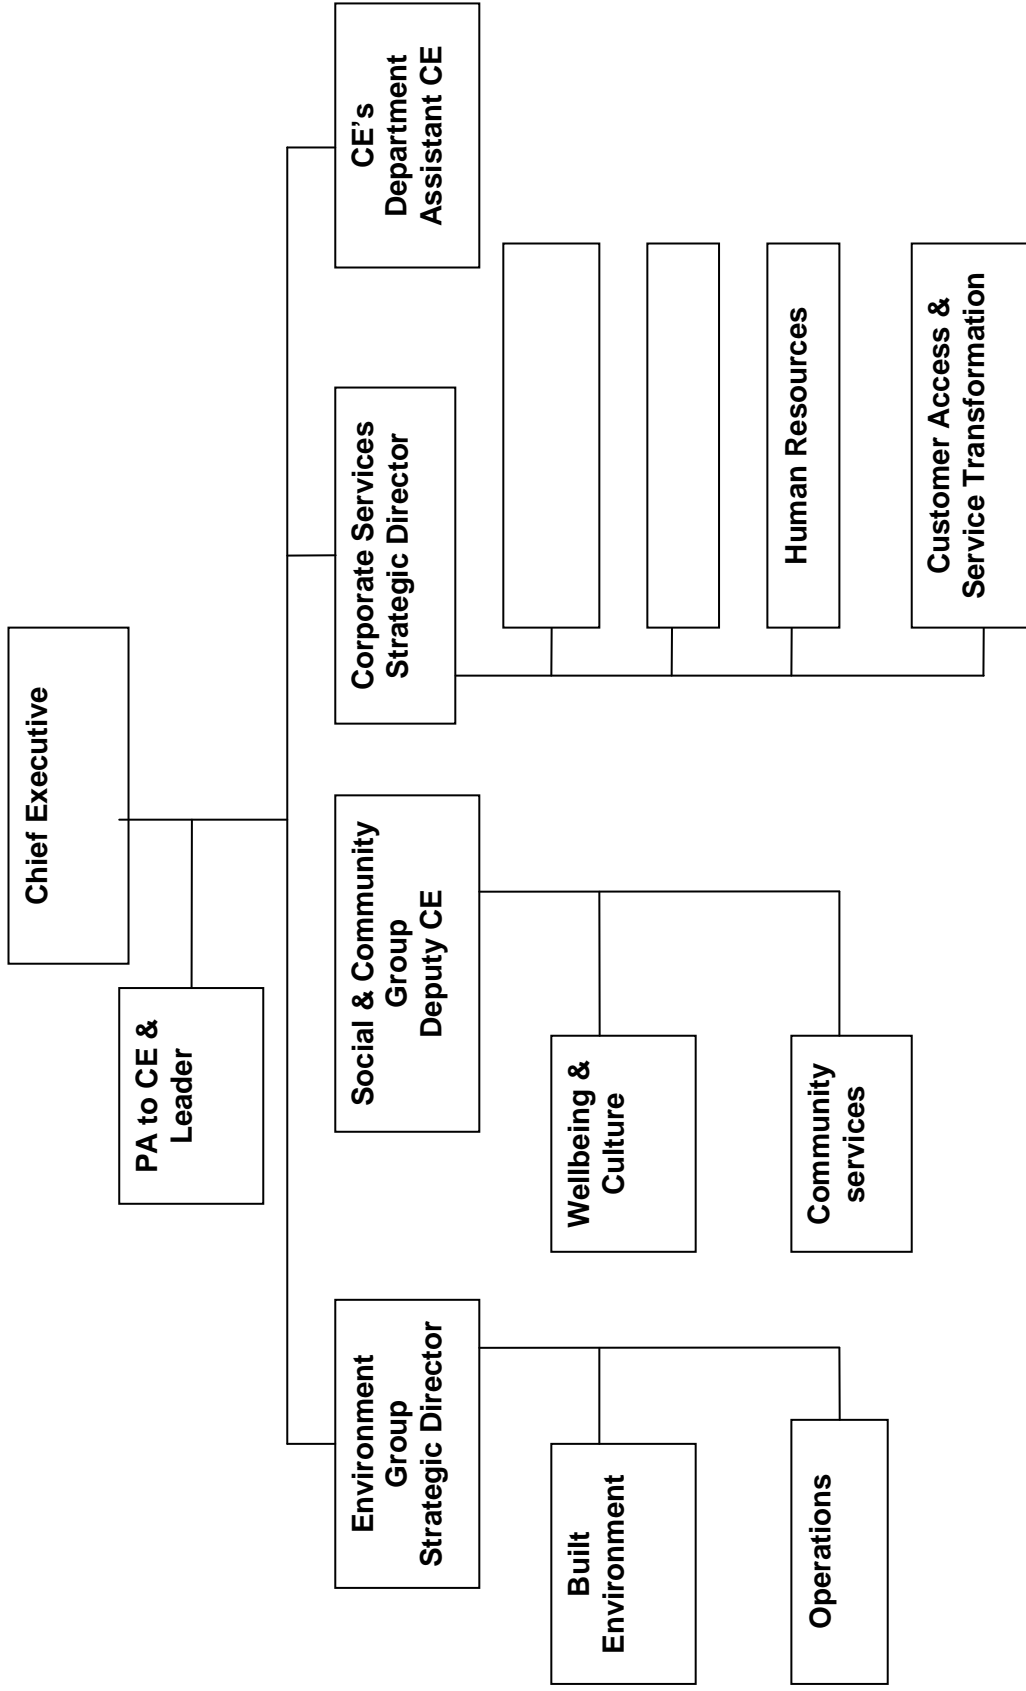 Chief Executive
PA to CE &
Leader
Environment
Group
Strategic Director
Social & Community
Group
Deputy CE
Corporate Services
Strategic Director
CE's
Department
Assistant CE
Built
Environment
Operations
Wellbeing &
Culture
Community
services
Human Resources
Customer Access &
Service Transformation